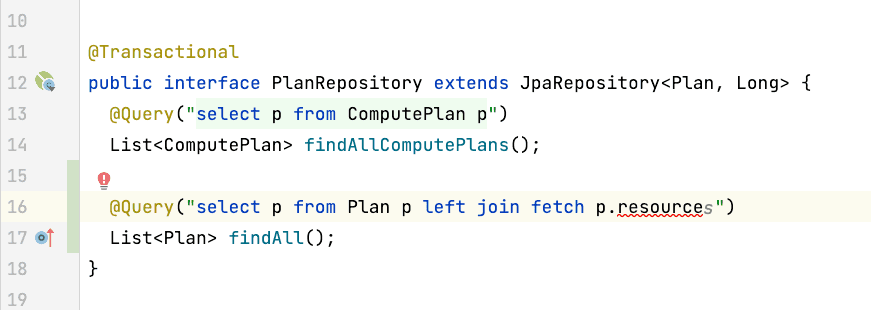 10
11 @Transactional
12 public interface PlanRepository extends JpaRepository<Plan, Long> {
13 @Query("select p from ComputePlan p")
14 List<ComputePlan> findAllComputePlans();
15
16 @Query("select p from Plan p left join fetch p.resources")
17 List<Plan> findAll();
18 }
19